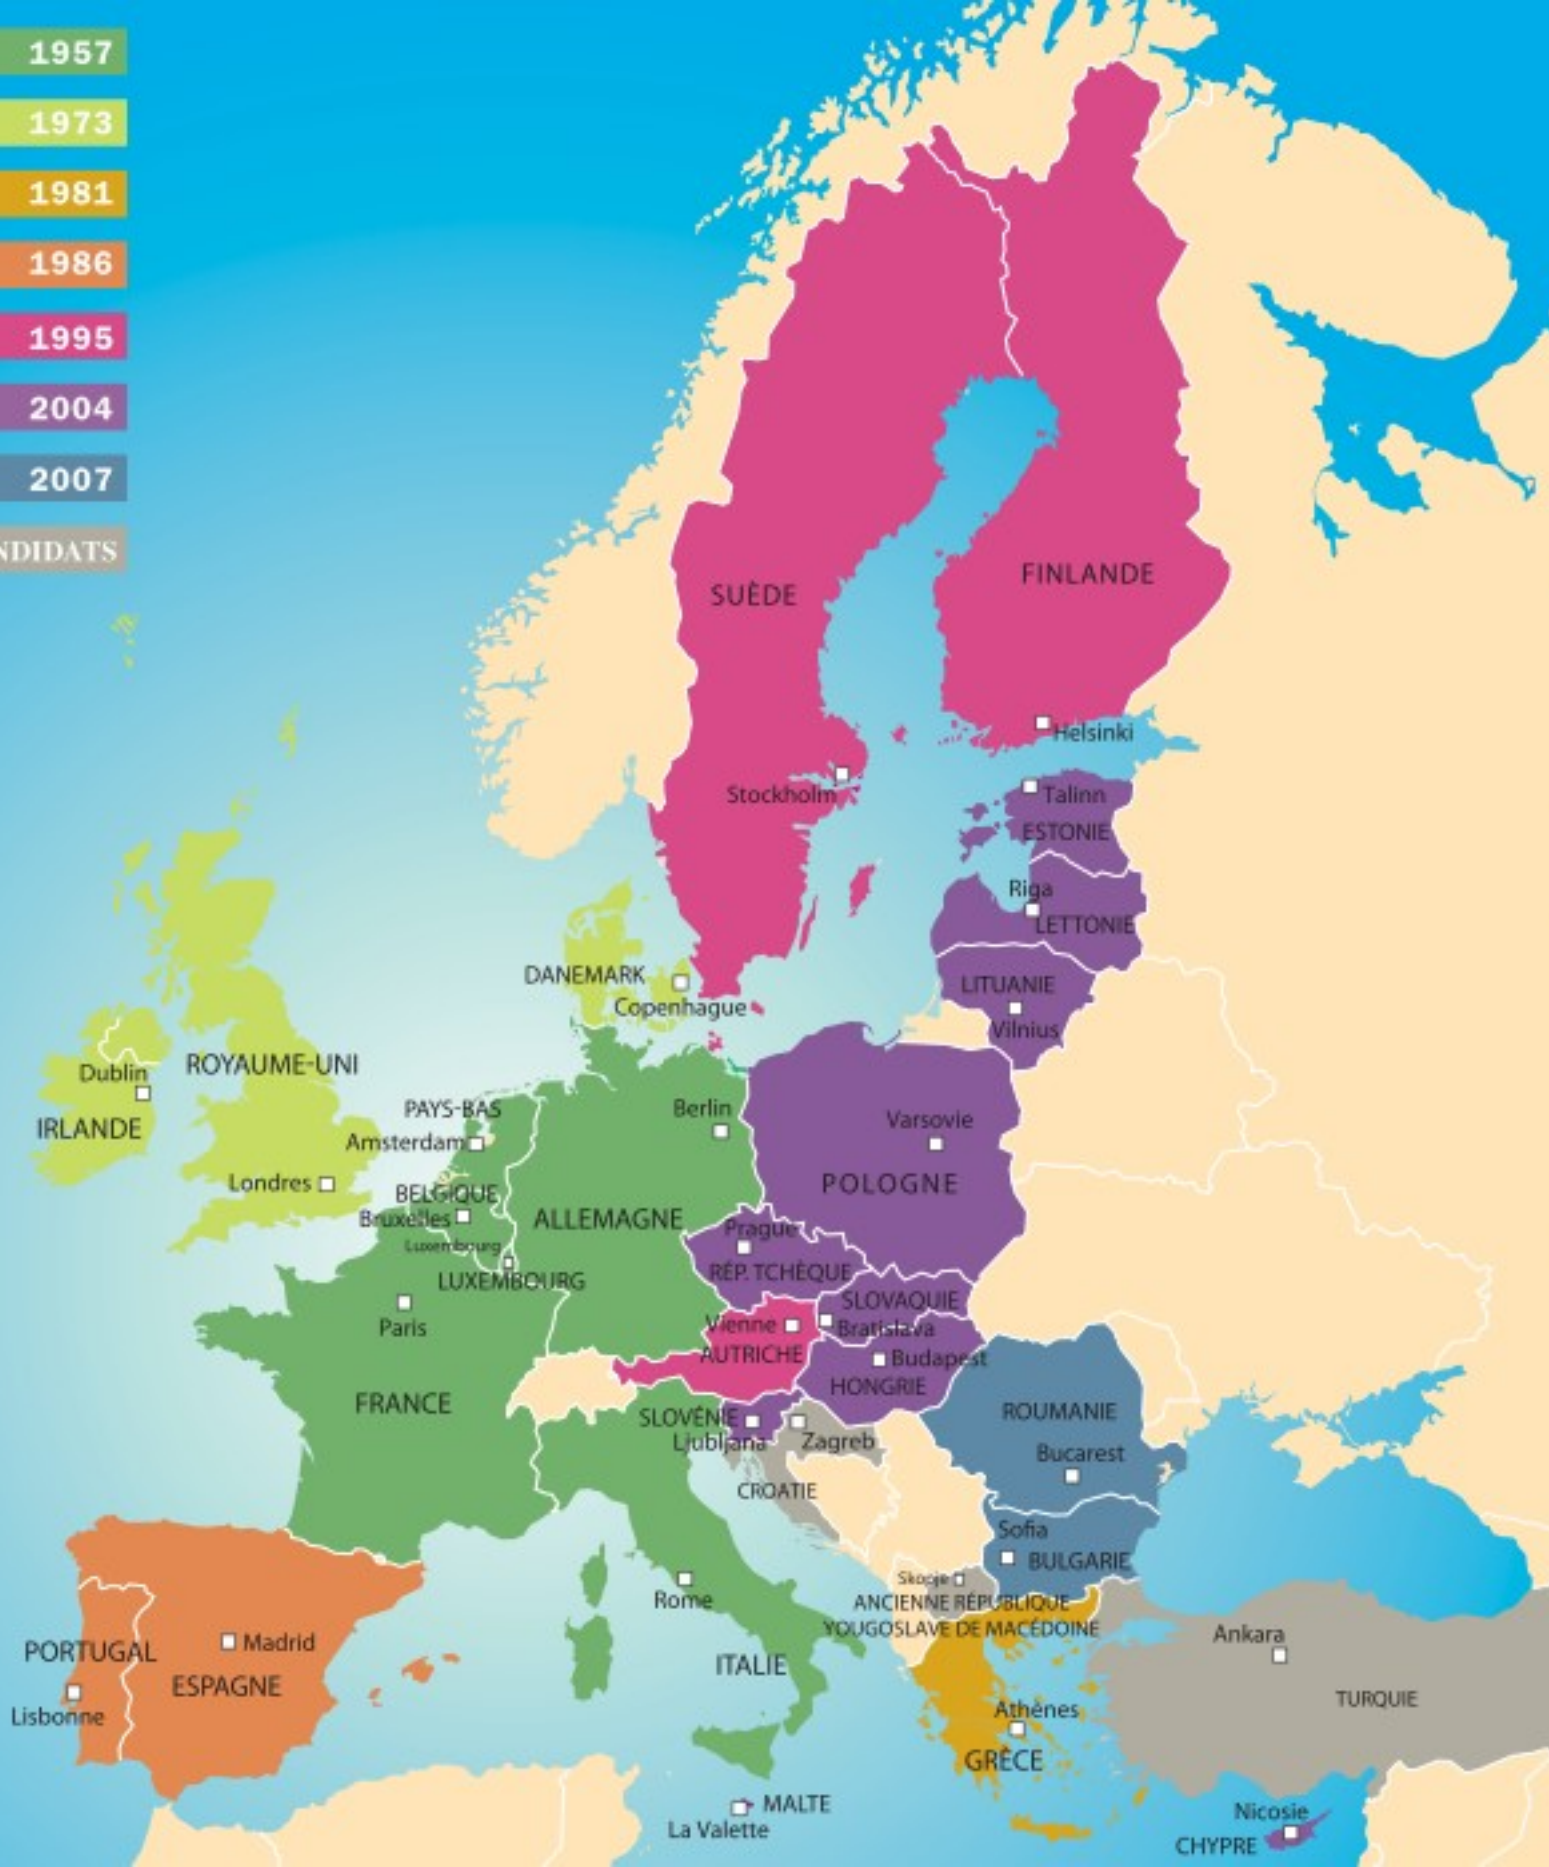 1957
1973
1981
1986
1995
2004
2007
NDIDATS
SUÈDE
FINLANDE
Helsinki
Stockholm
Talinn
ESTONIE
Riga
LETTONIE
DANEMARK
Copenhague
LITUANIE
Vilnius
Dublin
IRLANDE
ROYAUME-UNI
Londres
PAYS-BAS
Amsterdam
BELGIQUE
Bruxelles
Luxembourg
LUXEMBOURG
Berlin
ALLEMAGNE
Varsovie
POLOGNE
Prague
RÉP. TCHÈQUE
SLOVAQUIE
Bratislava
Vienne
AUTRICHE
Budapest
HONGRIE
Paris
FRANCE
SLOVÉNIE
Ljubljana
Zagreb
CROATIE
ROUMANIE
Bucarest
Sofia
BULGARIE
Skopje
ANCIENNE RÉPUBLIQUE
YOUGOSLAVE DE MACÉDOINE
Rome
ITALIE
PORTUGAL
Lisbonne
Madrid
ESPAGNE
Ankara
TURQUIE
Athènes
GRÈCE
MALTE
La Valette
Nicosie
CHYPRE